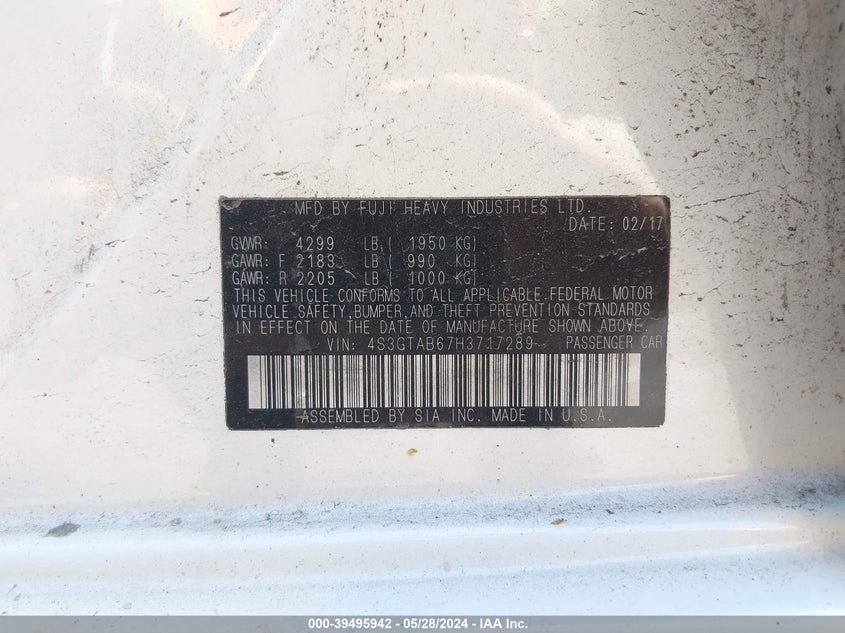 MFD BY FUJI HEAVY INDUSTRIES LTD.
DATE: 02/17
GVWR: 4299 LB ( 1950 KG)
GAWR: F 2183 LB ( 990 KG)
GAWR: R 2205 LB ( 1000 KG)
THIS VEHICLE CONFORMS TO ALL APPLICABLE FEDERAL MOTOR
VEHICLE SAFETY, BUMPER, AND THEFT PREVENTION STANDARDS
IN EFFECT ON THE DATE OF MANUFACTURE SHOWN ABOVE.
VIN: 4S3GTAB67H3717289 PASSENGER CAR
ASSEMBLED BY SIA INC. MADE IN U.S.A.
000-39495942 - 05/28/2024 - IAA Inc.